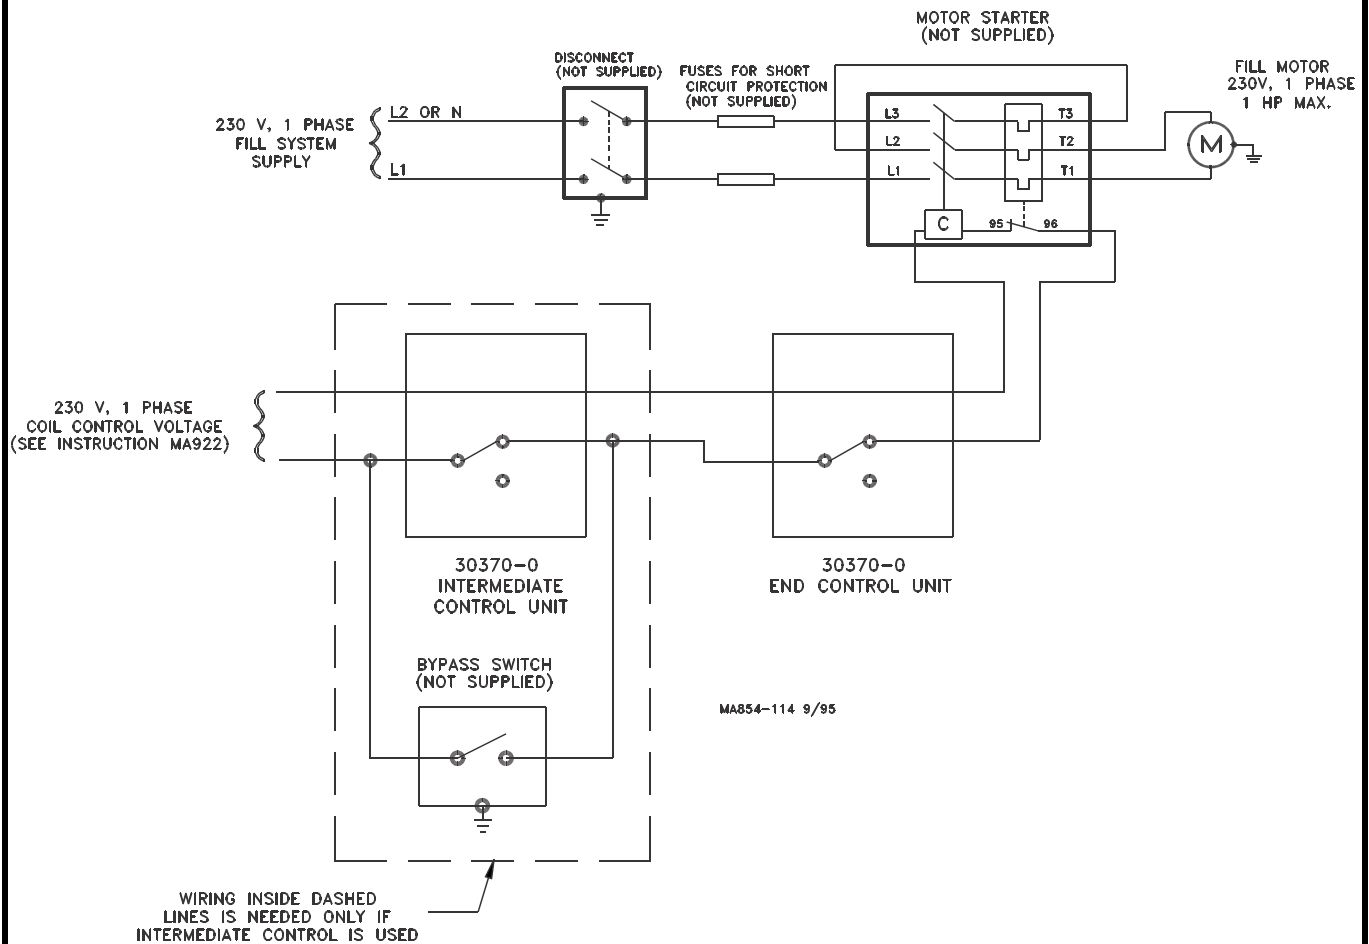 MOTOR STARTER
(NOT SUPPLIED)
DISCONNECT
(NOT SUPPLIED)
FUSES FOR SHORT
CIRCUIT PROTECTION
(NOT SUPPLIED)
FILL MOTOR
230V, 1 PHASE
1 HP MAX.
230 V, 1 PHASE
FILL SYSTEM
SUPPLY
L2 OR N
L1
L3
L2
L1
T3
T2
T1
M
C
95
96
230 V, 1 PHASE
COIL CONTROL VOLTAGE
(SEE INSTRUCTION MA922)
30370-0
INTERMEDIATE
CONTROL UNIT
30370-0
END CONTROL UNIT
BYPASS SWITCH
(NOT SUPPLIED)
MA854-114 9/95
WIRING INSIDE DASHED
LINES IS NEEDED ONLY IF
INTERMEDIATE CONTROL IS USED